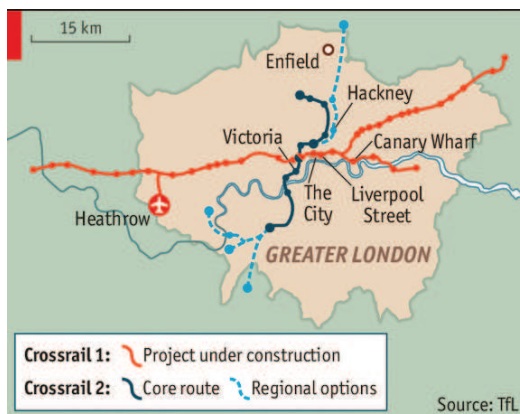 15 km
Enfield
Hackney
Victoria
Canary Wharf
The
City
Liverpool
Street
Heathrow
GREATER LONDON
Crossrail 1: Project under construction
Crossrail 2: Core route Regional options
Source: TfL